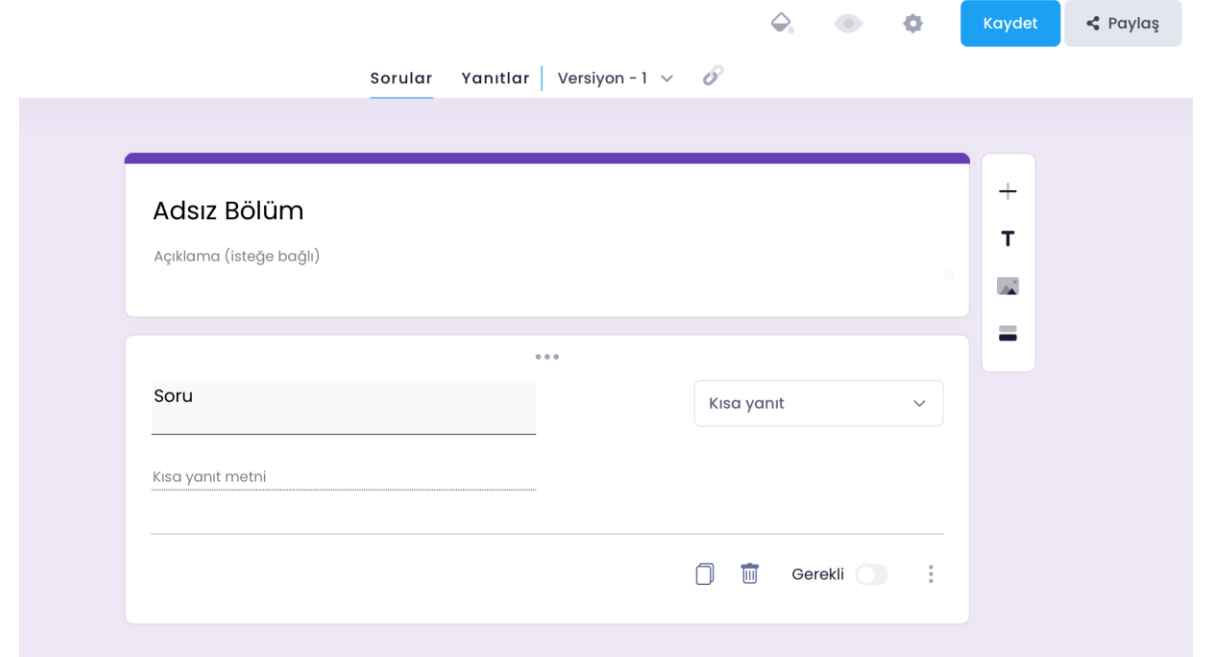 Kaydet
Paylaş
Sorular Yanıtlar Versiyon - 1
Adsız Bölüm
Açıklama (isteğe bağlı)
T
Soru
Kısa yanıt
Kısa yanıt metni
Gerekli